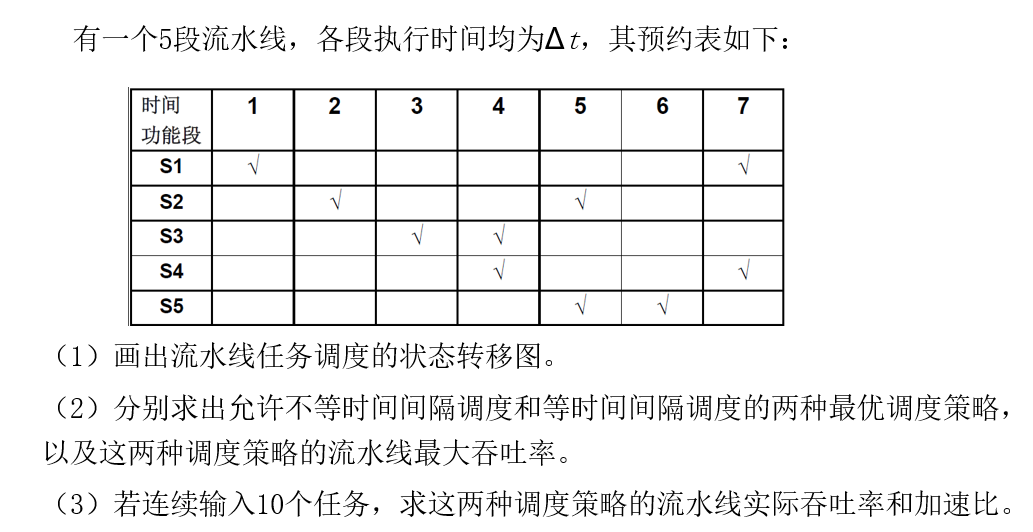 有一个5段流水线，各段执行时间均为Δt，其预约表如下：
时间 功能段 1 2 3 4 5 6 7
S1 √ √
S2 √ √
S3 √ √
S4 √ √
S5 √ √
（1）画出流水线任务调度的状态转移图。
（2）分别求出允许不等时间间隔调度和等时间间隔调度的两种最优调度策略，
以及这两种调度策略的流水线最大吞吐率。
（3）若连续输入10个任务，求这两种调度策略的流水线实际吞吐率和加速比。